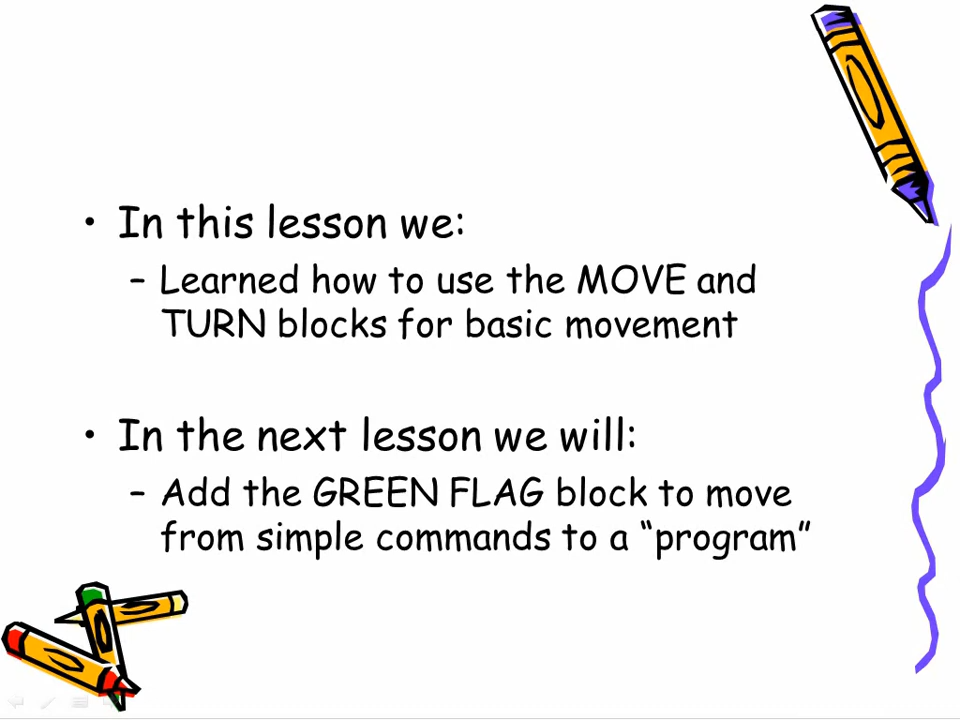 • In this lesson we:
– Learned how to use the MOVE and
TURN blocks for basic movement
• In the next lesson we will:
– Add the GREEN FLAG block to move
from simple commands to a “program”